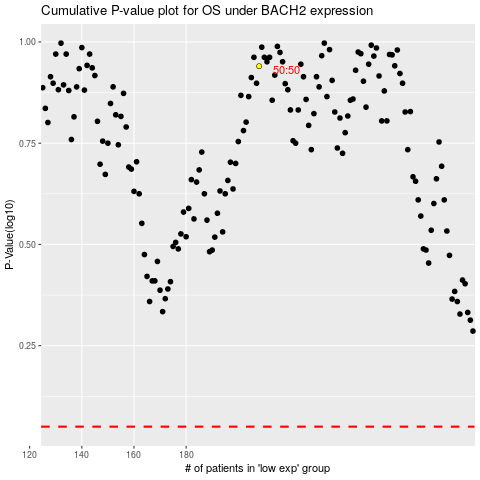 Cumulative P-value plot for OS under BACH2 expression
P-Value(log10)
1.00
0.75
0.50
0.25
50:50
120 140 160 180
# of patients in 'low exp' group